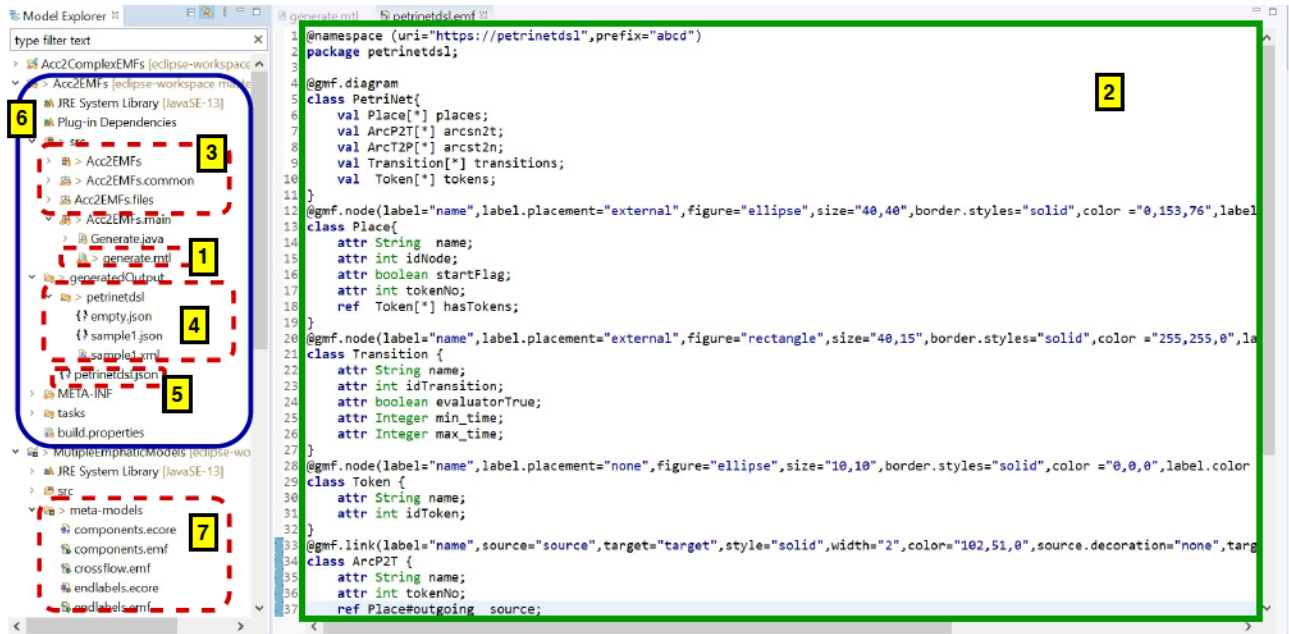 Model Explorer
generate.mtl
petrinetdsl.emf
type filter text
Acc2ComplexEMFs [eclipse-workspace
> Acc2EMFs [eclipse-workspace maste
JRE System Library [JavaSE-13]
Plug-in Dependencies
> src
> Acc2EMFs
> Acc2EMFs.common
Acc2EMFs.files
> Acc2EMFs.main
Generate.java
> generate.mtl
> generatedOutput
> petrinetdsl
empty.json
sample1.json
sample1.xml
petrinetdsl.json
META-INF
tasks
build.properties
> MutipleEmphaticModels [eclipse-wo
JRE System Library [JavaSE-13]
src
> meta-models
components.ecore
components.emf
crossflow.emf
endlabels.ecore
endlabels.emf
6
3
1
4
5
7
2
1 @namespace (uri="https://petrinetdsl",prefix="abcd")
2 package petrinetdsl;
3
4 @gmf.diagram
5 class PetriNet{
6 val Place[*] places;
7 val ArcP2T[*] arcsn2t;
8 val ArcT2P[*] arcst2n;
9 val Transition[*] transitions;
10 val Token[*] tokens;
11 }
12 @gmf.node(label="name",label.placement="external",figure="ellipse",size="40,40",border.styles="solid",color ="0,153,76",label
13 class Place{
14 attr String name;
15 attr int idNode;
16 attr boolean startFlag;
17 attr int tokenNo;
18 ref Token[*] hasTokens;
19 }
20 @gmf.node(label="name",label.placement="external",figure="rectangle",size="40,15",border.styles="solid",color ="255,255,0",la
21 class Transition {
22 attr String name;
23 attr int idTransition;
24 attr boolean evaluatorTrue;
25 attr Integer min_time;
26 attr Integer max_time;
27 }
28 @gmf.node(label="name",label.placement="none",figure="ellipse",size="10,10",border.styles="solid",color ="0,0,0",label.color
29 class Token {
30 attr String name;
31 attr int idToken;
32 }
33 @gmf.link(label="name",source="source",target="target",style="solid",width="2",color="102,51,0",source.decoration="none",targ
34 class ArcP2T {
35 attr String name;
36 attr int tokenNo;
37 ref Place#outgoing source;